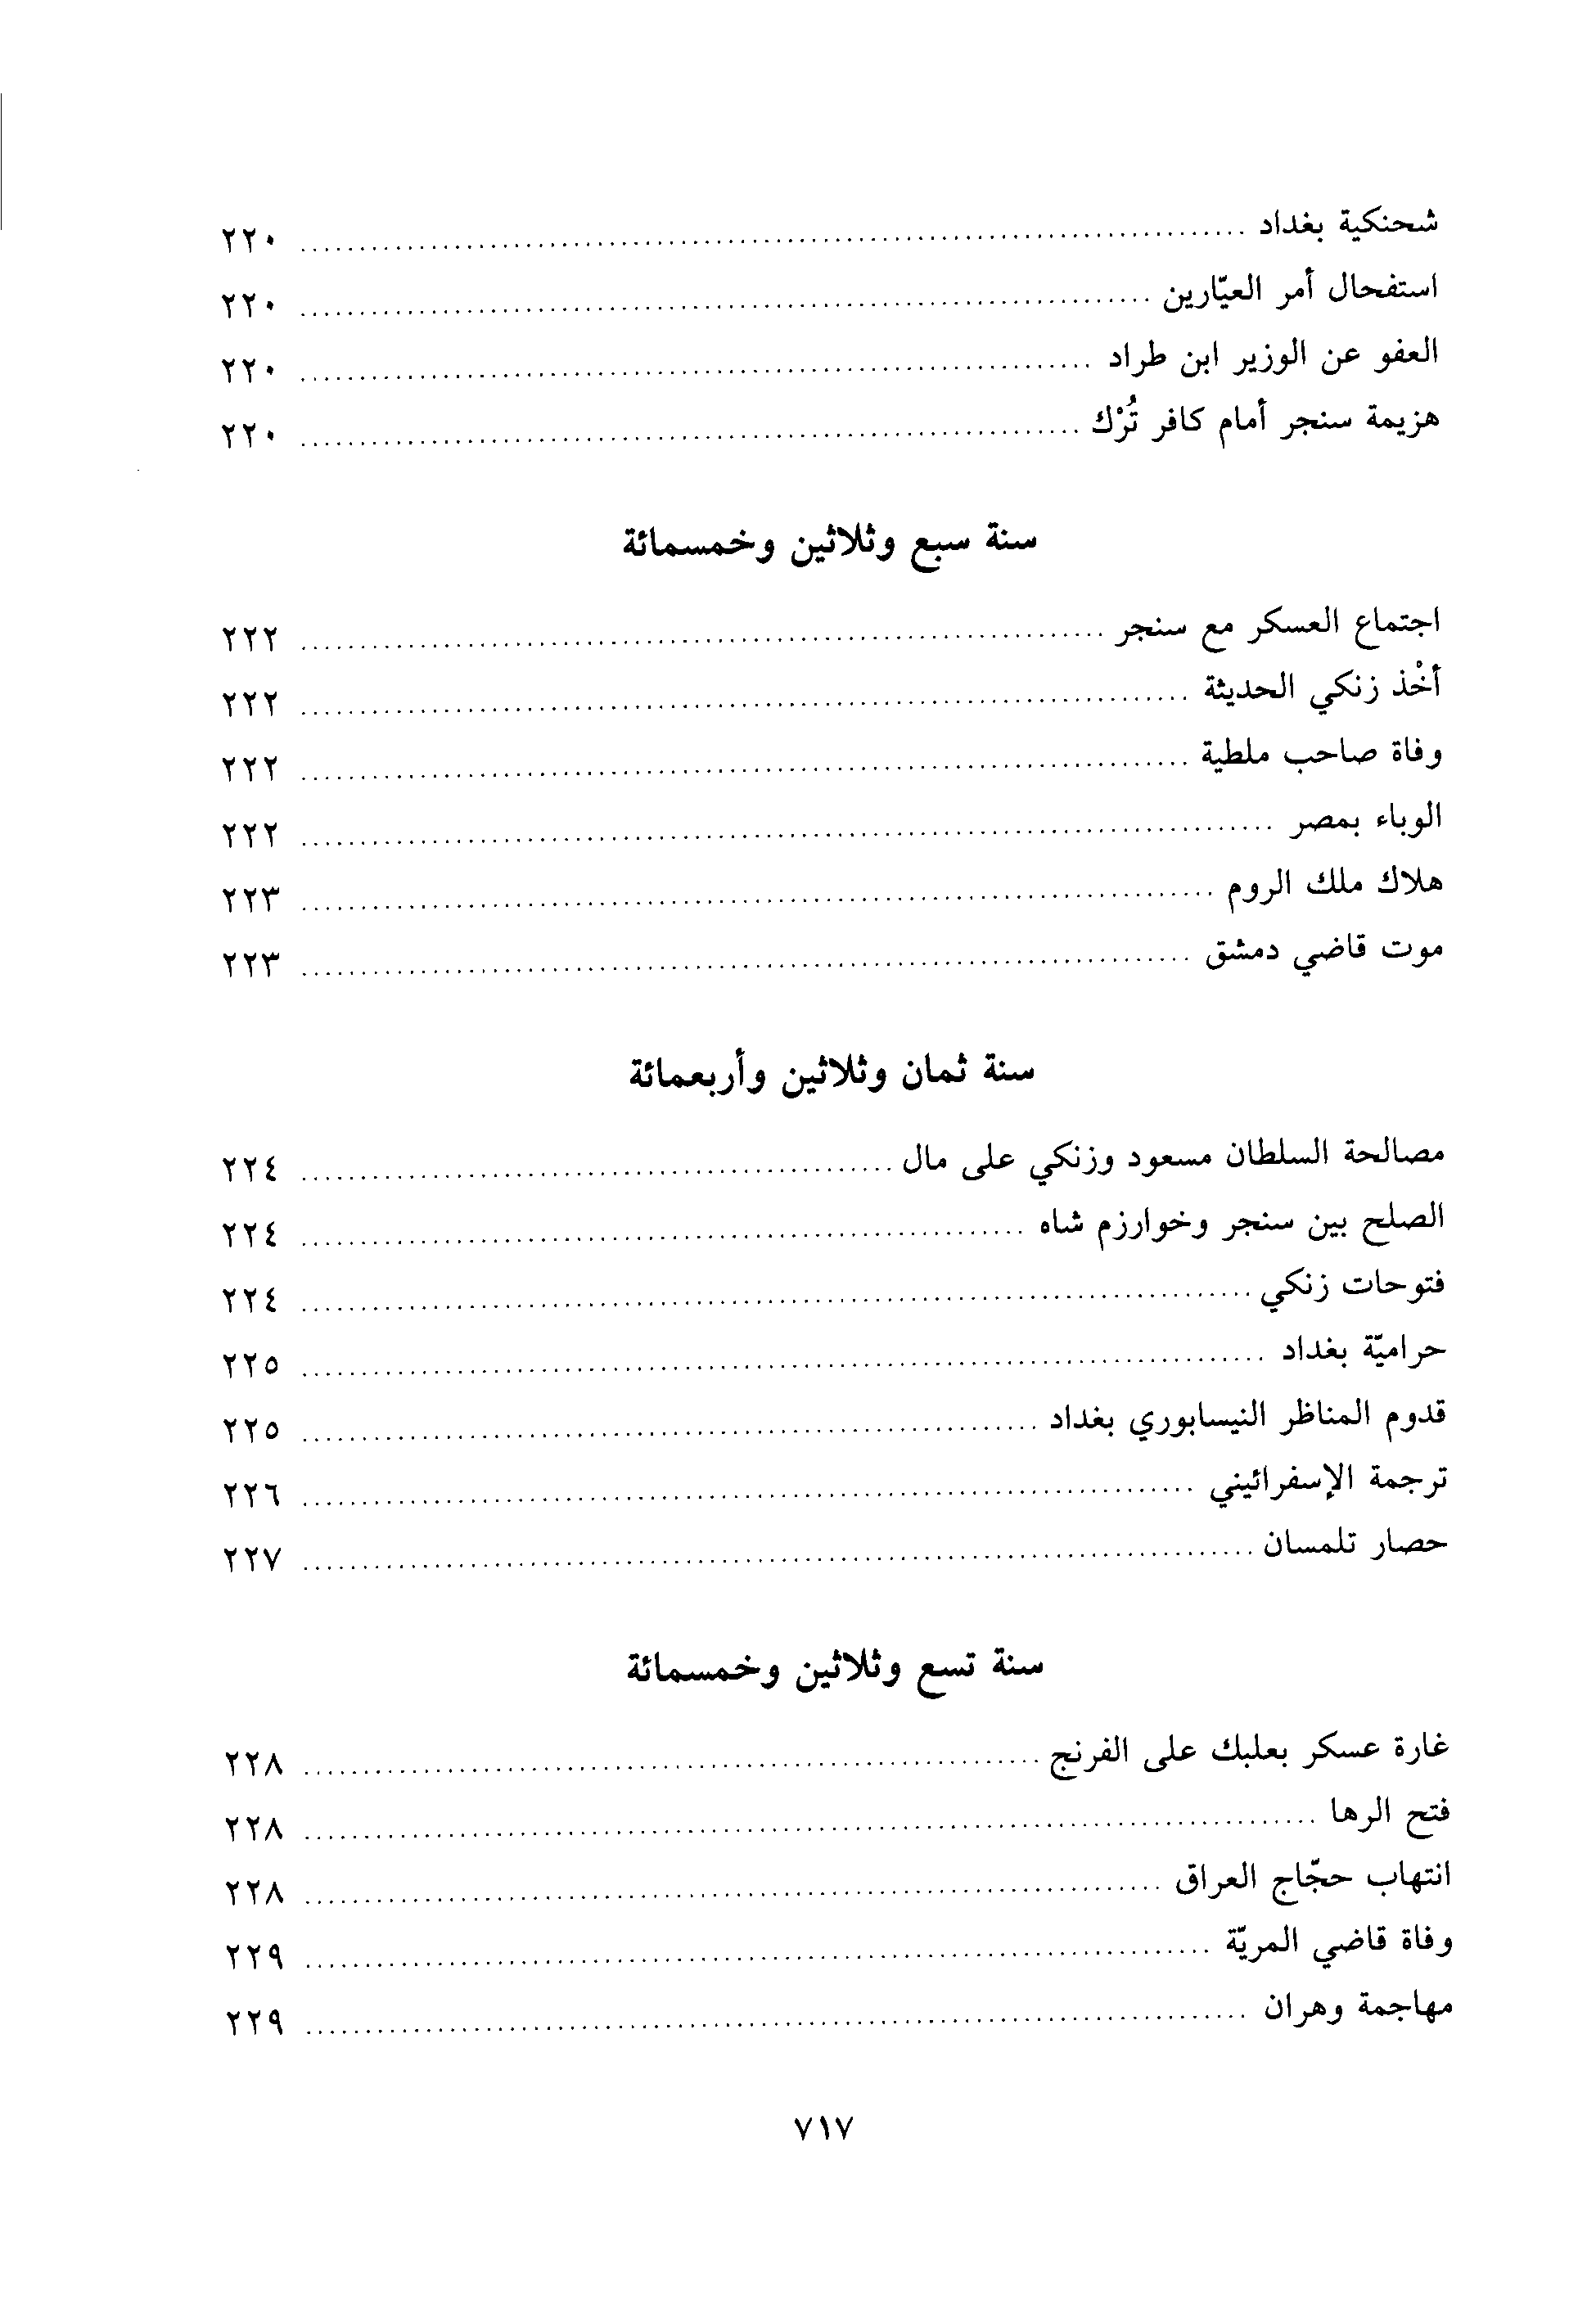 شحنكية بغداد ........ ٢٢٠
استفحال أمر العيّارين ........ ٢٢٠
العفو عن الوزير ابن طراد ........ ٢٢٠
هزيمة سنجر أمام كافر تُرْك ........ ٢٢٠
سنة سبع وثلاثين وخمسمائة
اجتماع العسكر مع سنجر ........ ٢٢٢
أخْذ زنكي الحديثة ........ ٢٢٢
وفاة صاحب ملطية ........ ٢٢٢
الوباء بمصر ........ ٢٢٢
هلاك ملك الروم ........ ٢٢٣
موت قاضي دمشق ........ ٢٢٣
سنة ثمان وثلاثين وأربعمائة
مصالحة السلطان مسعود وزنكي على مال ........ ٢٢٤
الصلح بين سنجر وخوارزم شاه ........ ٢٢٤
فتوحات زنكي ........ ٢٢٤
حراميّة بغداد ........ ٢٢٥
قدوم المناظر النيسابوري بغداد ........ ٢٢٥
ترجمة الإسفرائيني ........ ٢٢٦
حصار تلمسان ........ ٢٢٧
سنة تسع وثلاثين وخمسمائة
غارة عسكر بعلبك على الفرنج ........ ٢٢٨
فتح الرها ........ ٢٢٨
انتهاب حجّاج العراق ........ ٢٢٨
وفاة قاضي المريّة ........ ٢٢٩
مهاجمة وهران ........ ٢٢٩
٧١٧